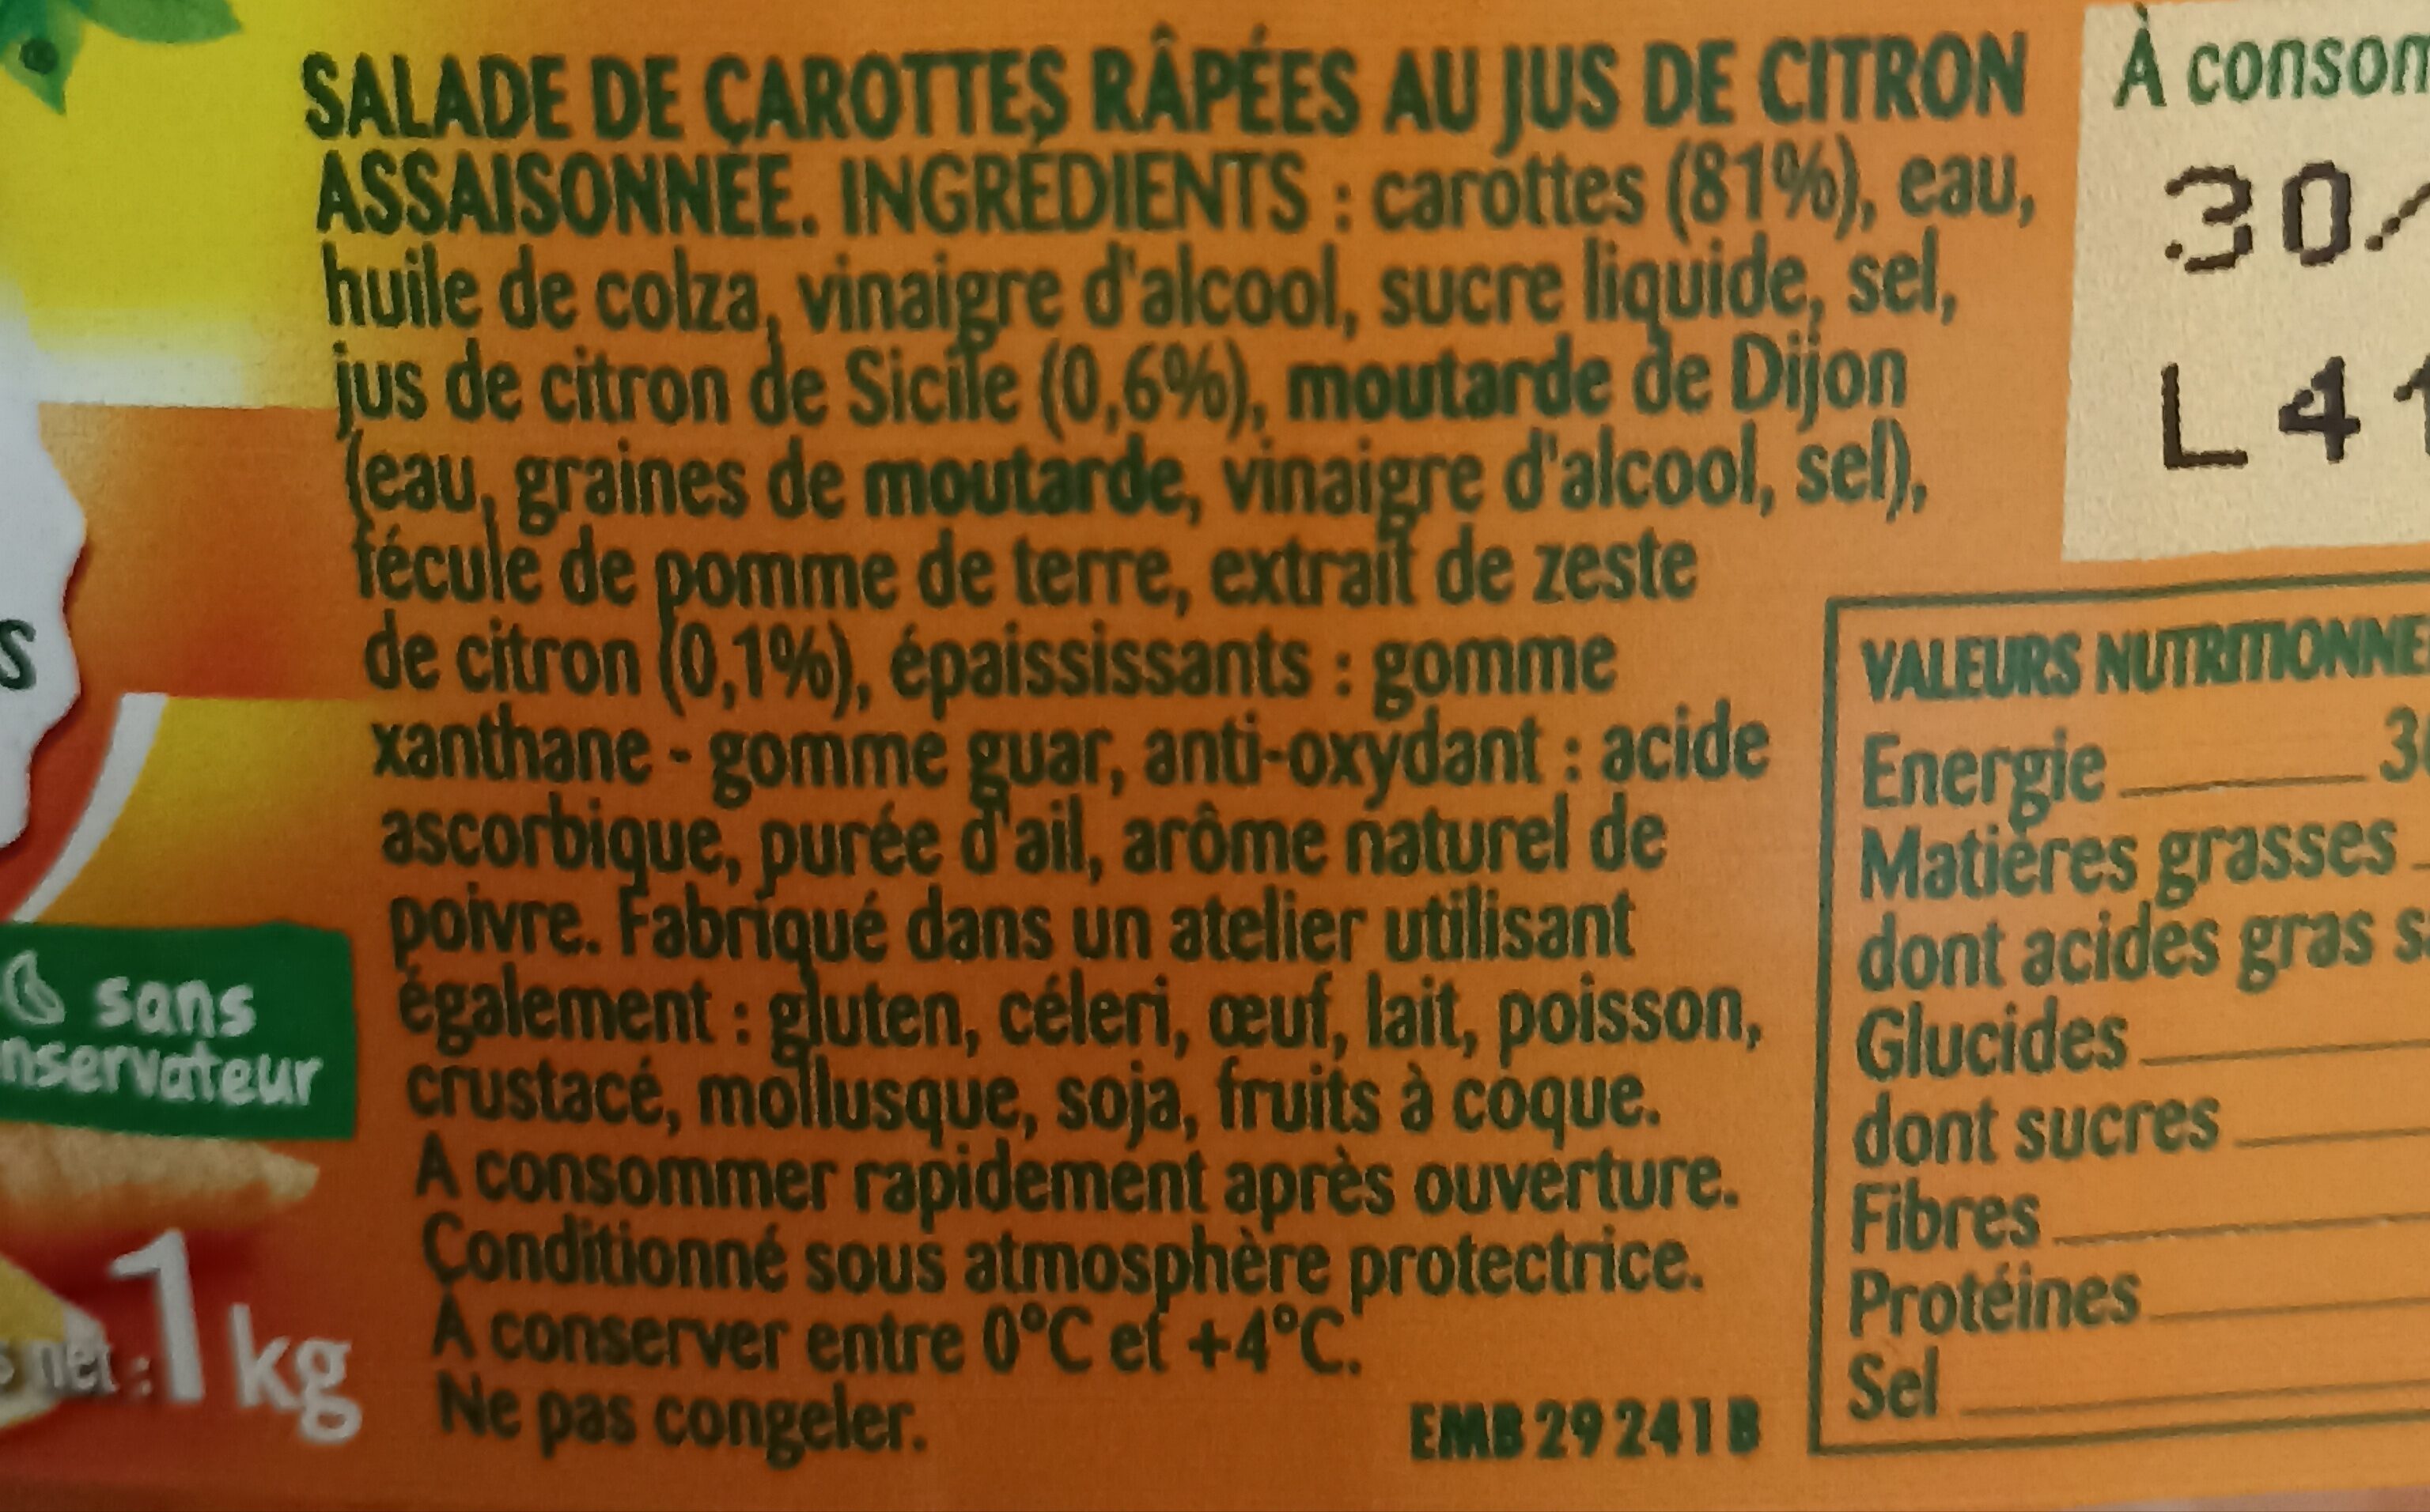 SALADE DE CAROTTES RÂPÉES AU JUS DE CITRON
ASSAISONNÉE. INGRÉDIENTS : carottes (81%), eau,
huile de colza, vinaigre d'alcool, sucre liquide, sel,
jus de citron de Sicile (0,6%), moutarde de Dijon
(eau, graines de moutarde, vinaigre d'alcool, sel),
fécule de pomme de terre, extrait de zeste
de citron (0,1%), épaississants : gomme
xanthane - gomme guar, anti-oxydant : acide
ascorbique, purée d'ail, arôme naturel de
poivre. Fabriqué dans un atelier utilisant
également : gluten, céleri, œuf, lait, poisson,
crustacé, mollusque, soja, fruits à coque.
A consommer rapidement après ouverture.
Conditionné sous atmosphère protectrice.
À conserver entre 0°C et +4°C.
Ne pas congeler.
EMB 29 241 B
À consom
30/
L 41
VALEURS NUTRITIONNE
Energie
Matières grasses
dont acides gras s
Glucides
dont sucres
Fibres
Protéines
Sel
s
sans
nservateur
net : 1 kg